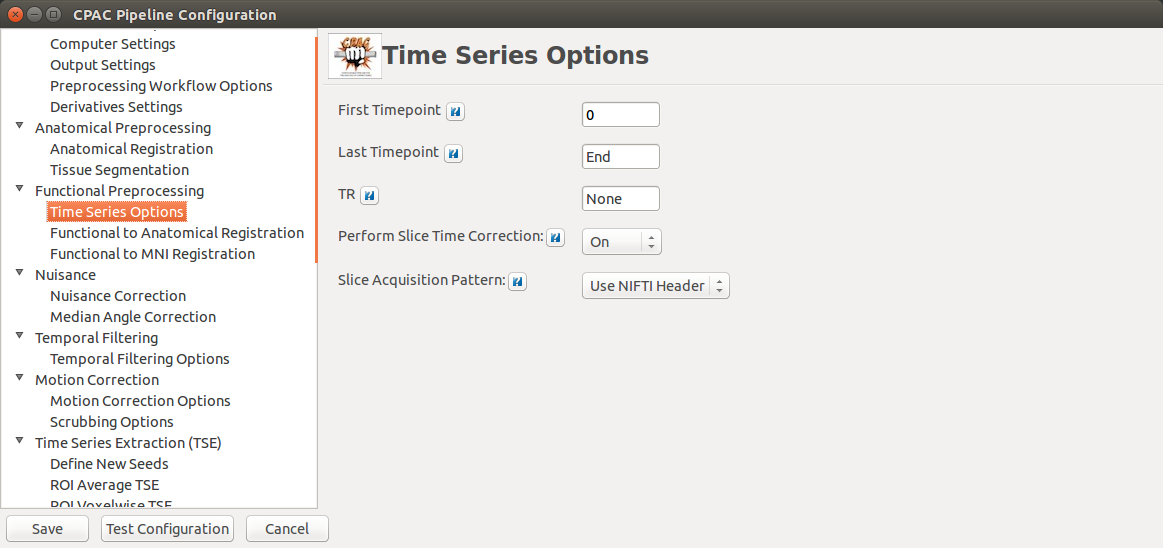 CPAC Pipeline Configuration
Computer Settings
Output Settings
Preprocessing Workflow Options
Derivatives Settings
Anatomical Preprocessing
Anatomical Registration
Tissue Segmentation
Functional Preprocessing
Time Series Options
Functional to Anatomical Registration
Functional to MNI Registration
Nuisance
Nuisance Correction
Median Angle Correction
Temporal Filtering
Temporal Filtering Options
Motion Correction
Motion Correction Options
Scrubbing Options
Time Series Extraction (TSE)
Define New Seeds
ROI Average TSE
ROI Voxelwise TSE
Save Test Configuration Cancel
CPAC
Time Series Options
First Timepoint ? 0
Last Timepoint ? End
TR ? None
Perform Slice Time Correction: ? On
Slice Acquisition Pattern: ? Use NIFTI Header